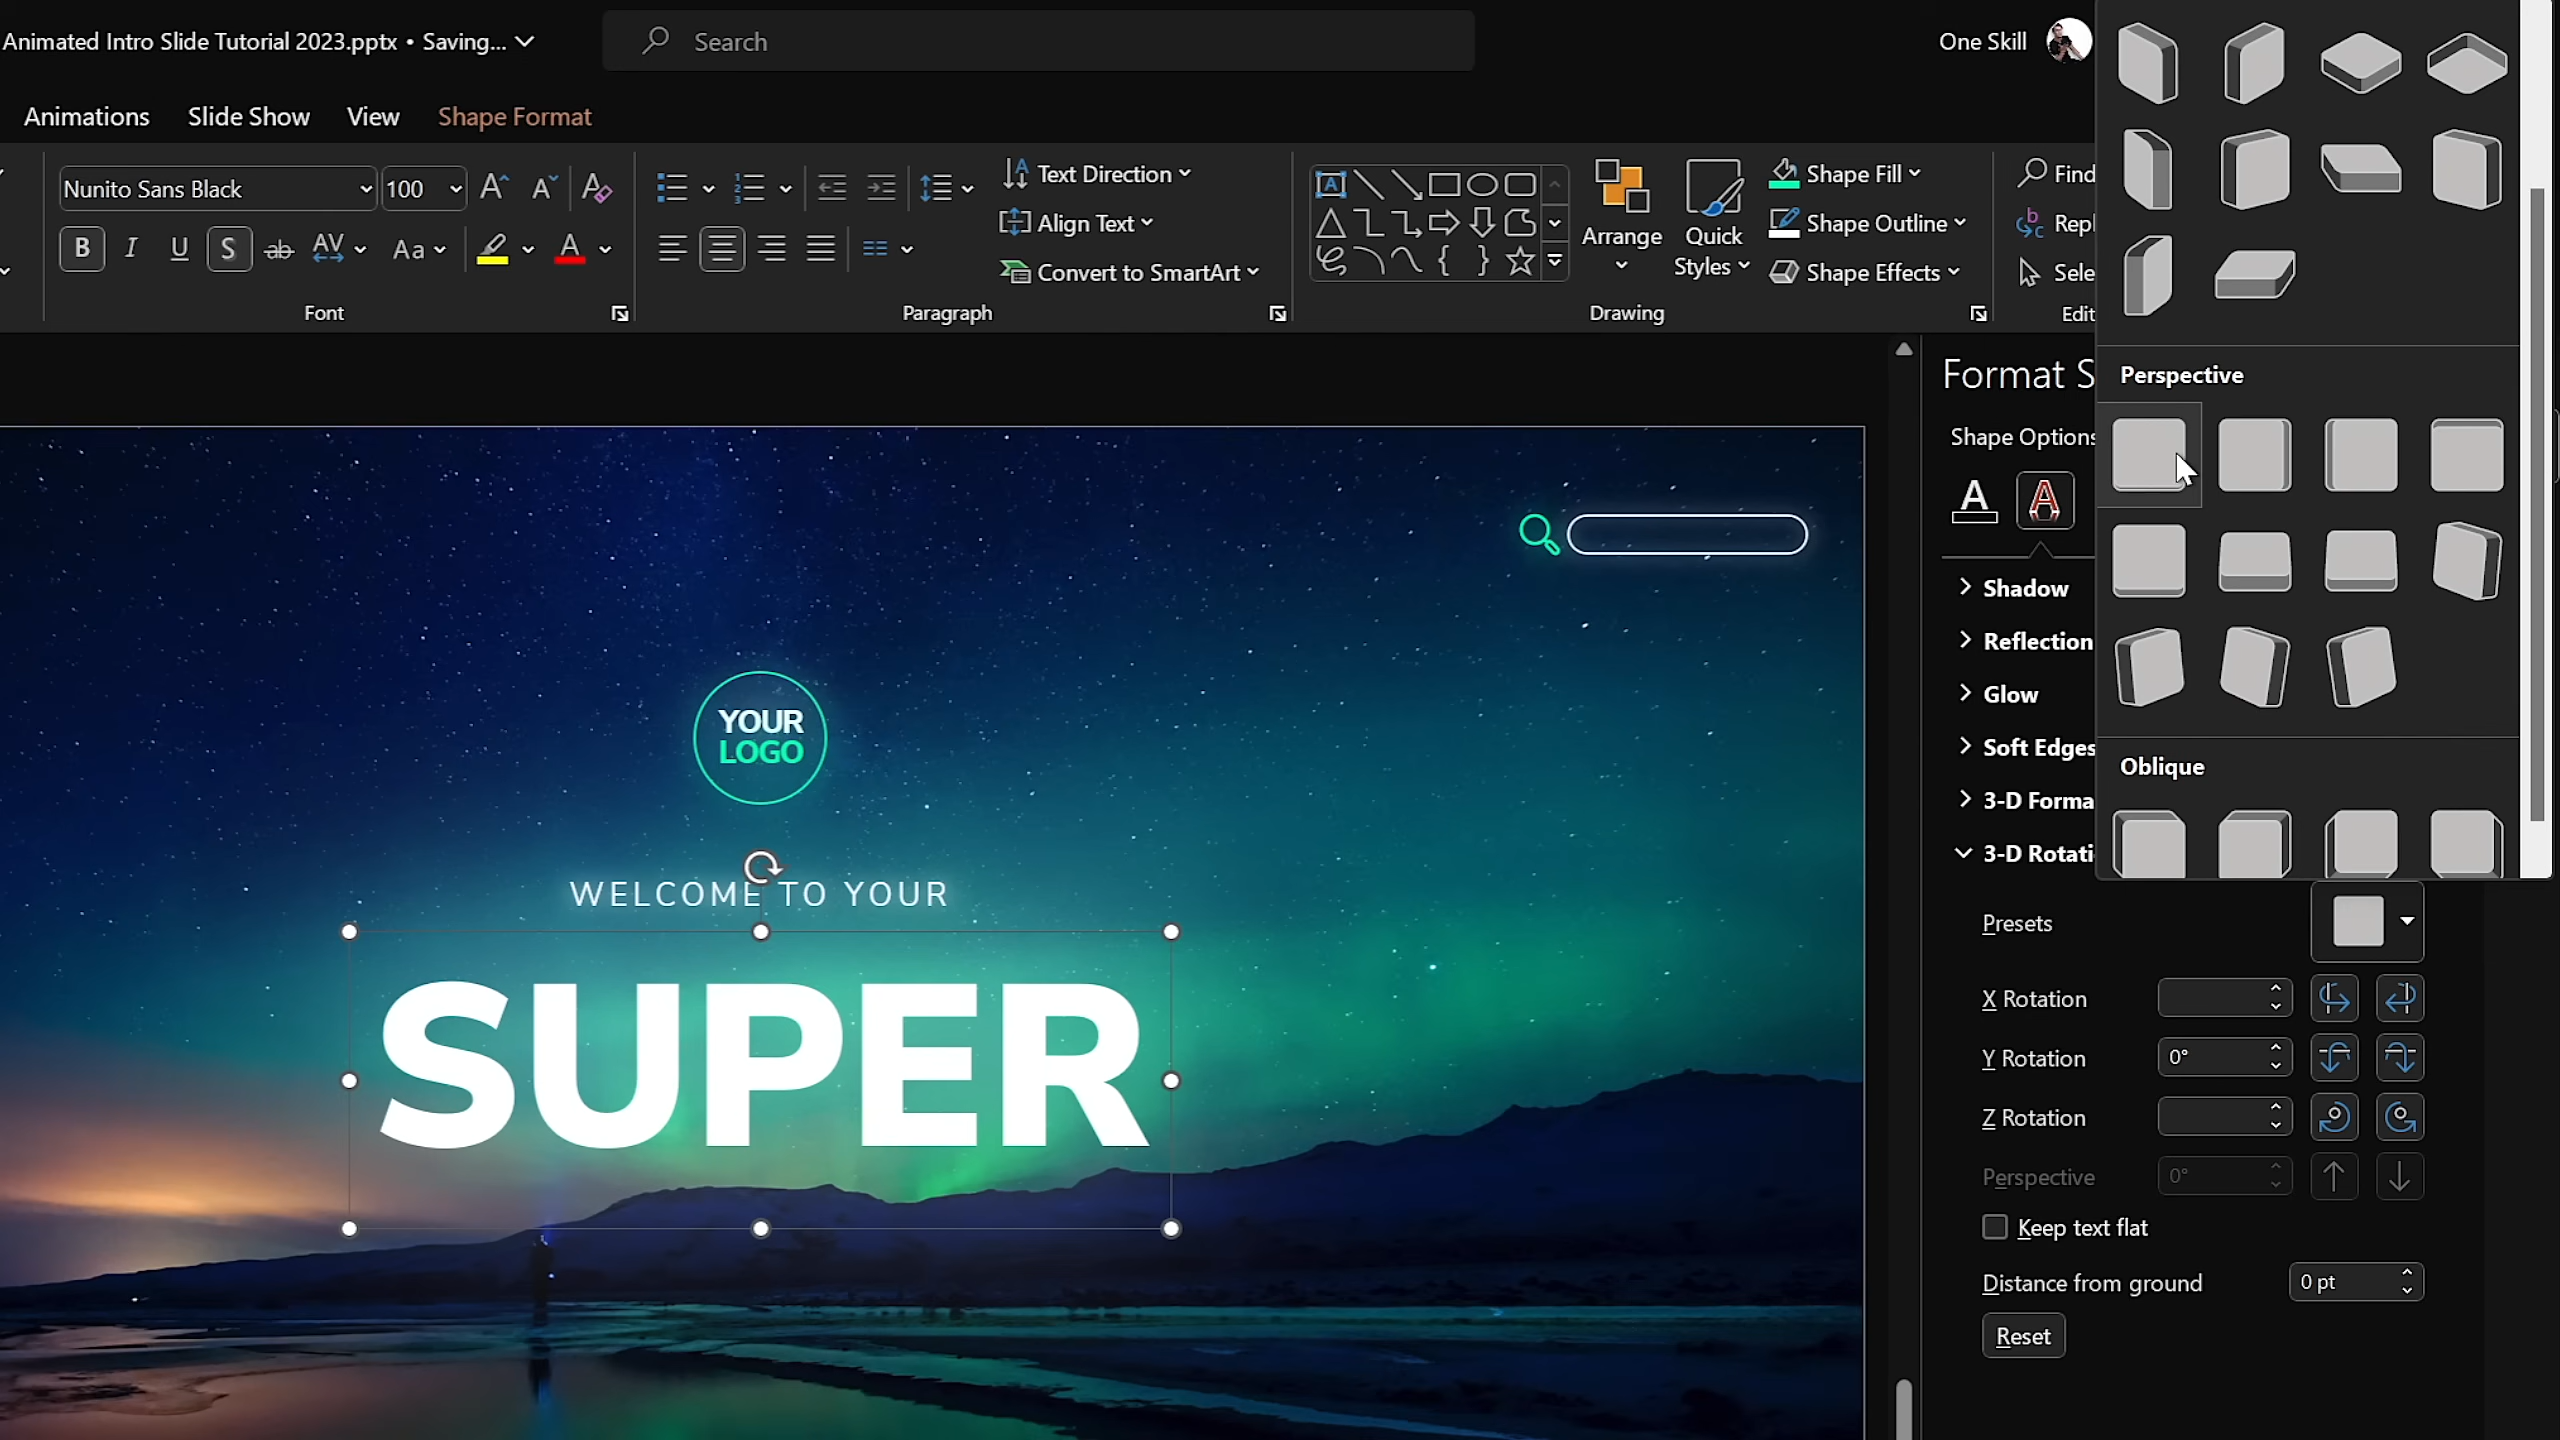 Animated Intro Slide Tutorial 2023.pptx • Saving...
Search
One Skill
Animations
Slide Show
View
Shape Format
Nunito Sans Black
100
Text Direction
Align Text
Convert to SmartArt
Font
Paragraph
Arrange
Quick
Styles
Shape Fill
Shape Outline
Shape Effects
Drawing
Find
Repl
Sele
Edit
Perspective
Oblique
Format S
Shape Options
Shadow
Reflection
Glow
Soft Edges
3-D Forma
3-D Rotati
Presets
X Rotation
Y Rotation
0°
Z Rotation
Perspective
0°
Keep text flat
Distance from ground
0 pt
Reset
YOUR
LOGO
WELCOME TO YOUR
SUPER